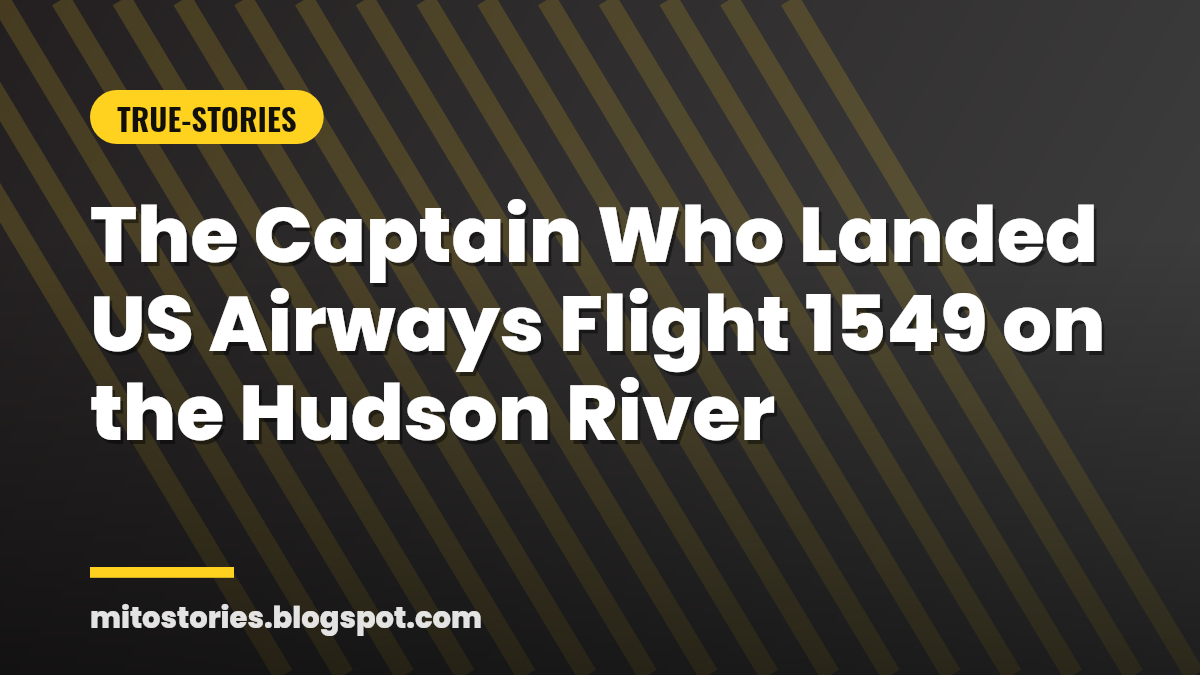 TRUE-STORIES
The Captain Who Landed
US Airways Flight 1549 on
the Hudson River
mitostories.blogspot.com